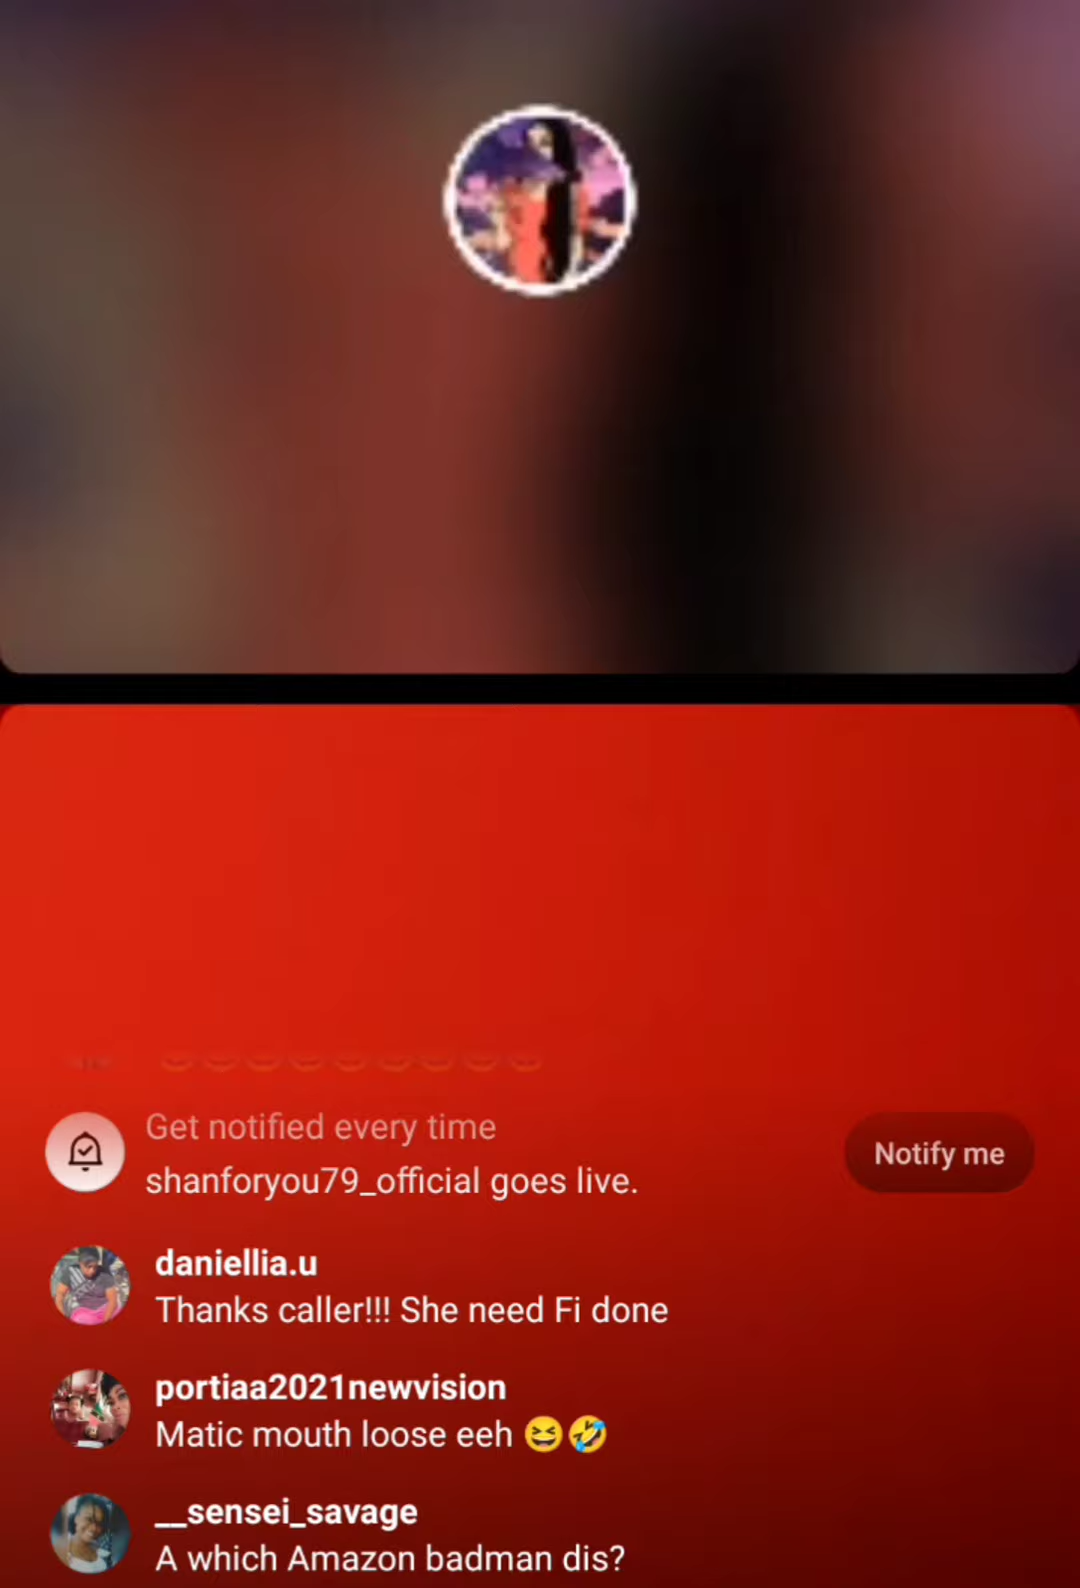 Get notified every time
shanforyou79_official goes live.
Notify me
daniellia.u
Thanks caller!!! She need Fi done
portiaa2021newvision
Matic mouth loose eeh 😆🤣
__sensei_savage
A which Amazon badman dis?